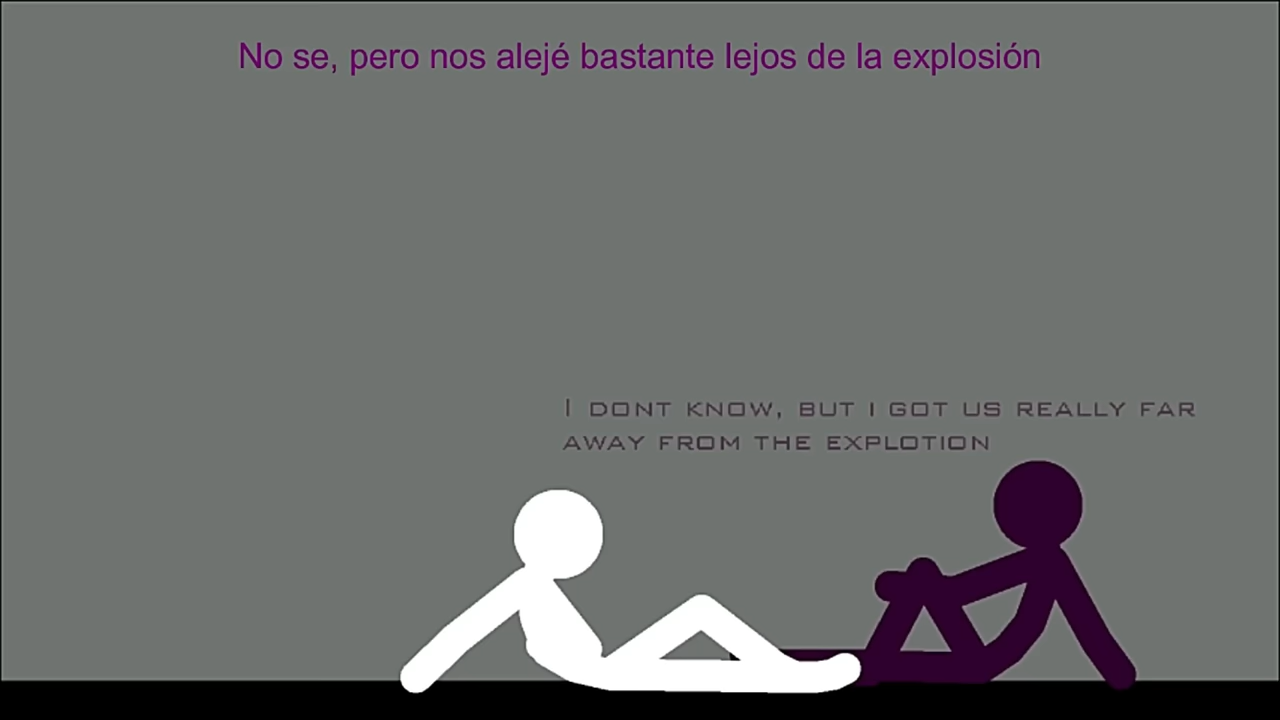 No se, pero nos alejé bastante lejos de la explosión
I DONT KNOW, BUT I GOT US REALLY FAR
AWAY FROM THE EXPLOTION